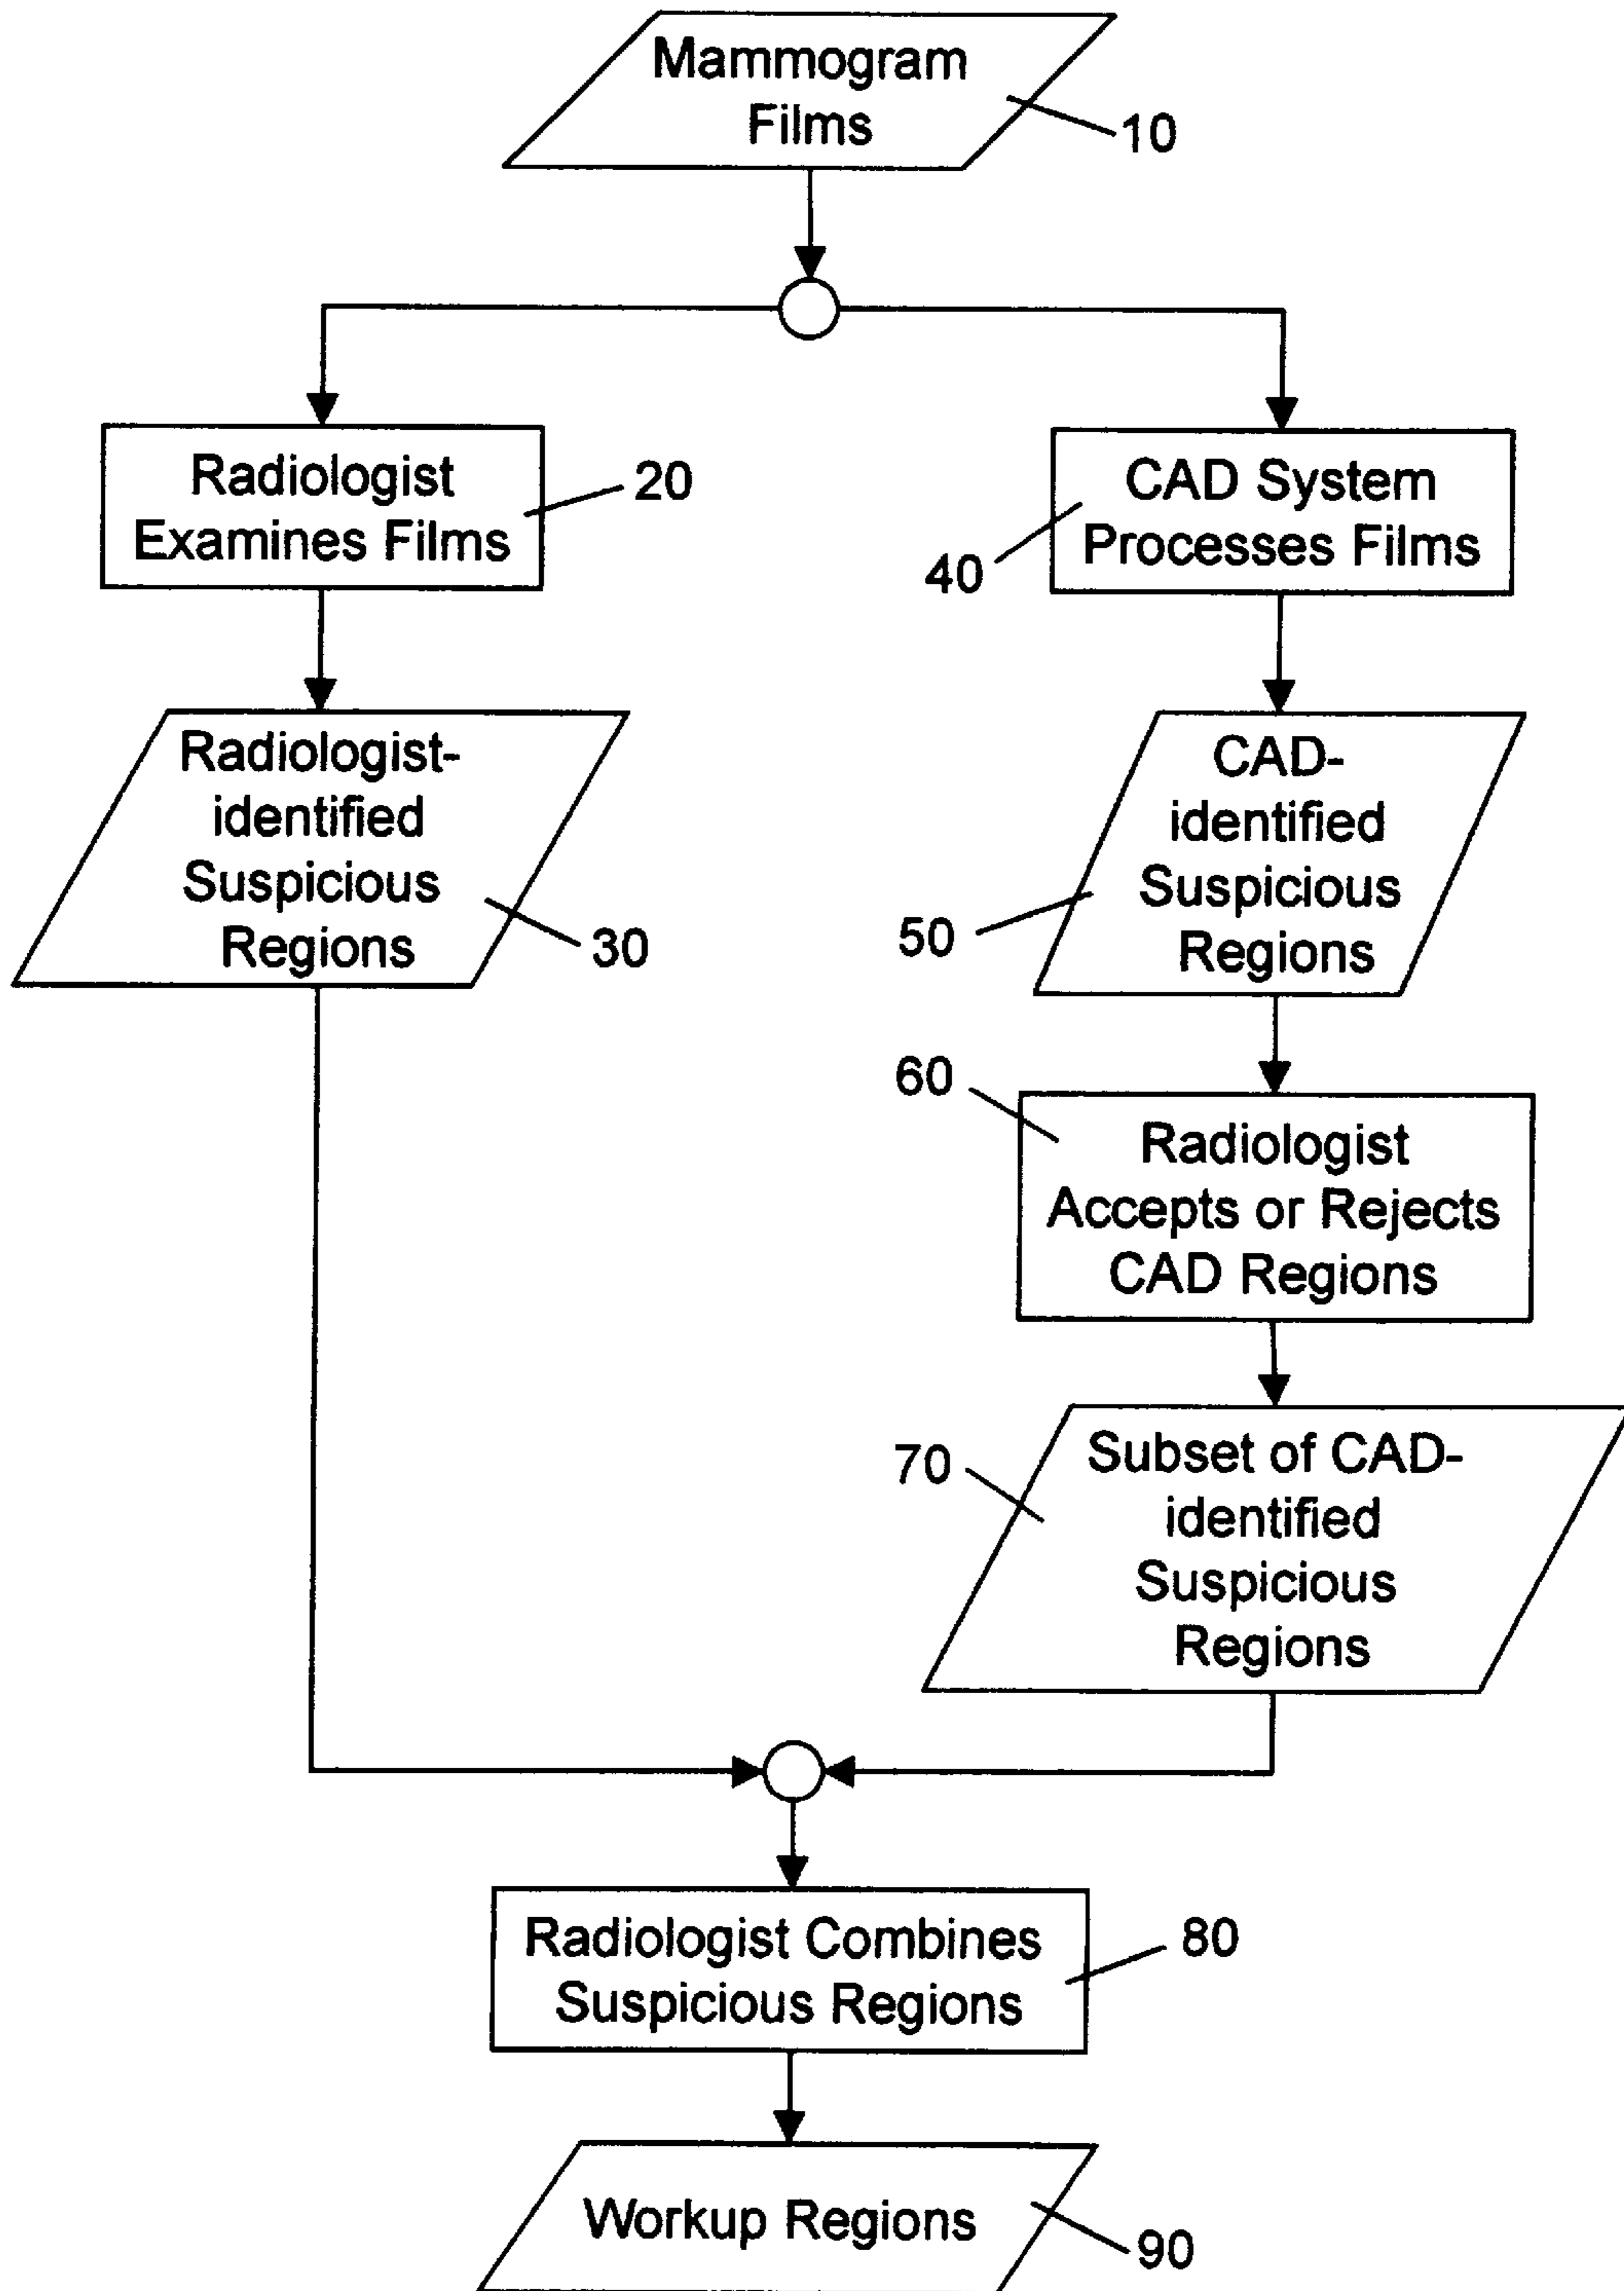 Mammogram
Films
10
Radiologist
Examines Films
20
CAD System
Processes Films
40
Radiologist-
identified
Suspicious
Regions
30
CAD-
identified
Suspicious
Regions
50
60
Radiologist
Accepts or Rejects
CAD Regions
70
Subset of CAD-
identified
Suspicious
Regions
Radiologist Combines
Suspicious Regions
80
Workup Regions
90